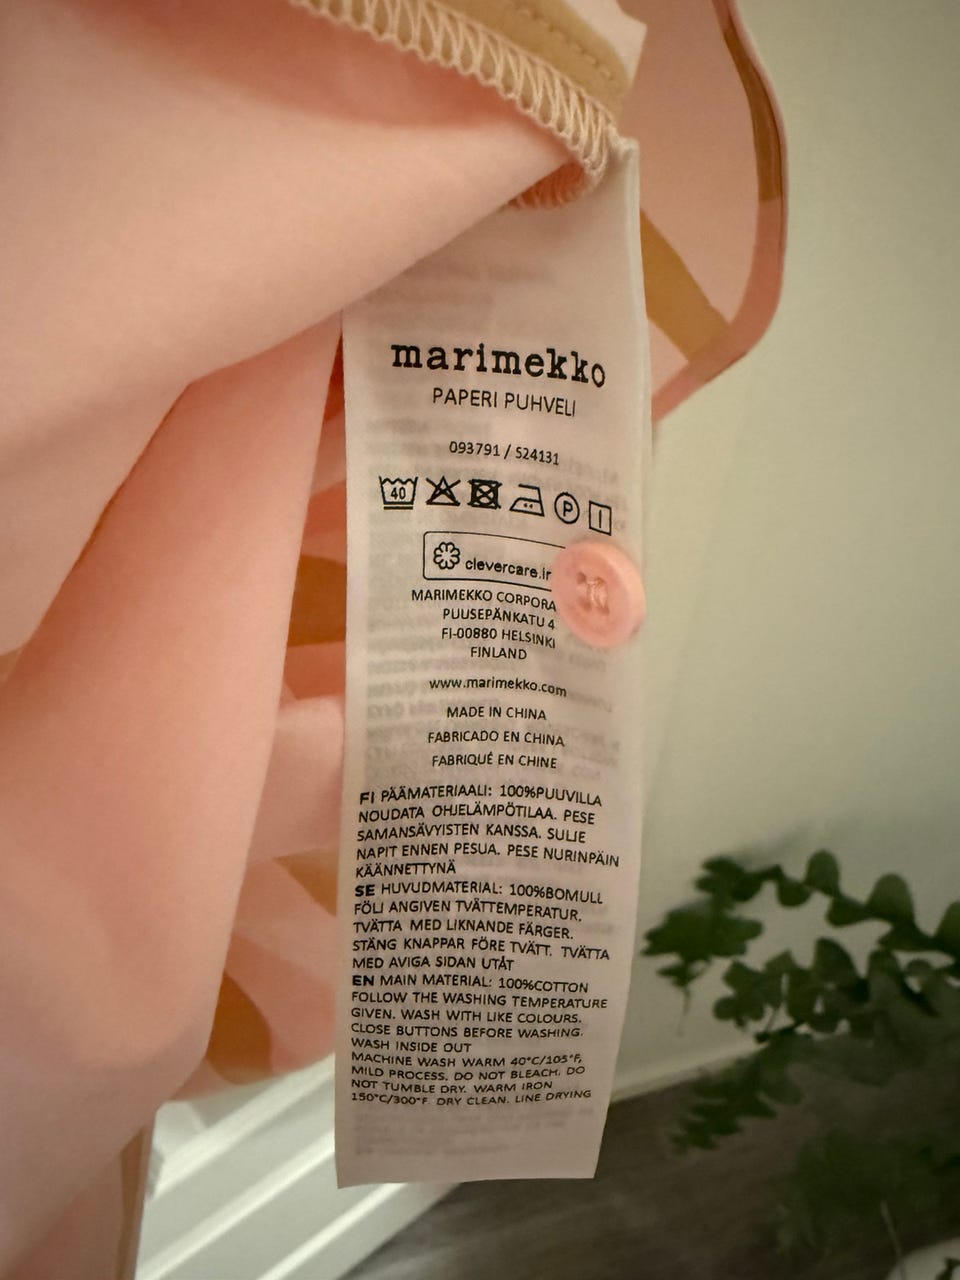 marimekko
PAPERI PUHVELI
093791 / 524131
40
P
clevercare.in
MARIMEKKO CORPORA
PUUSEPÄNKATU 4
FI-00880 HELSINKI
FINLAND
www.marimekko.com
MADE IN CHINA
FABRICADO EN CHINA
FABRIQUÉ EN CHINE
FI PÄÄMATERIAALI: 100%PUUVILLA
NOUDATA OHJELÄMPÖTILAA. PESE
SAMANSÄVYISTEN KANSSA. SULJE
NAPIT ENNEN PESUA. PESE NURINPÄIN
KÄÄNNETTYNÄ
SE HUVUDMATERIAL: 100%BOMULL
FÖLJ ANGIVEN TVÄTTEMPERATUR.
TVÄTTA MED LIKNANDE FÄRGER.
STÄNG KNAPPAR FÖRE TVÄTT. TVÄTTA
MED AVIGA SIDAN UTÅT
EN MAIN MATERIAL: 100%COTTON
FOLLOW THE WASHING TEMPERATURE
GIVEN. WASH WITH LIKE COLOURS.
CLOSE BUTTONS BEFORE WASHING.
WASH INSIDE OUT
MACHINE WASH WARM 40°C/105°F,
MILD PROCESS. DO NOT BLEACH. DO
NOT TUMBLE DRY. WARM IRON
150°C/300°F. DRY CLEAN. LINE DRYING